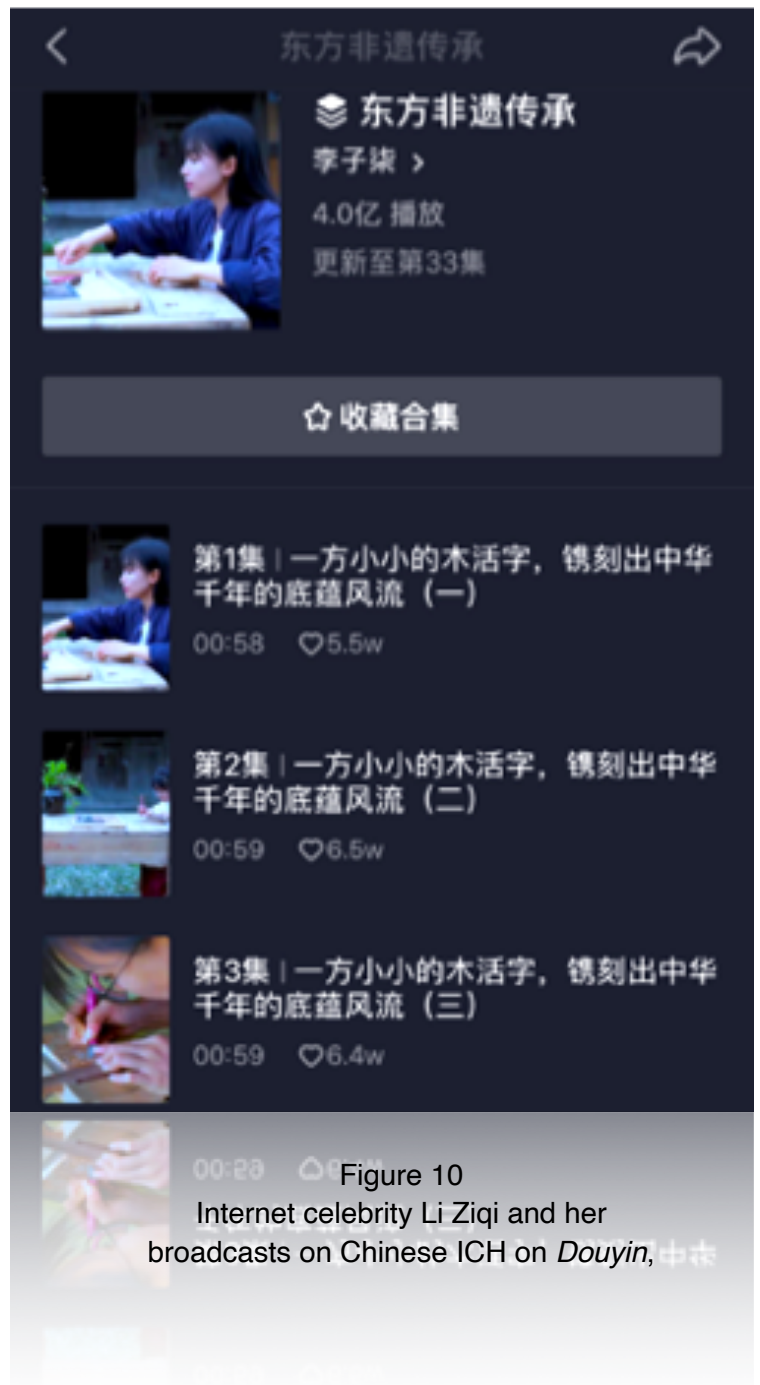 东方非遗传承
东方非遗传承
李子柒 >
4.0亿 播放
更新至第33集
收藏合集
第1集 | 一方小小的木活字，镌刻出中华
千年的底蕴风流（一）
00:58 5.5w
第2集 | 一方小小的木活字，镌刻出中华
千年的底蕴风流（二）
00:59 6.5w
第3集 | 一方小小的木活字，镌刻出中华
千年的底蕴风流（三）
00:59 6.4w
Figure 10
Internet celebrity Li Ziqi and her
broadcasts on Chinese ICH on Douyin,